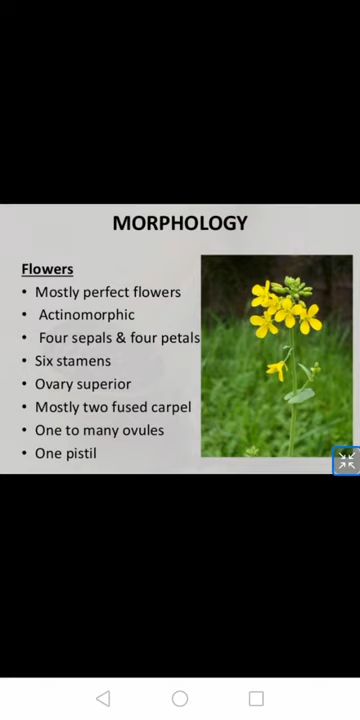 MORPHOLOGY
Flowers
• Mostly perfect flowers
• Actinomorphic
• Four sepals & four petals
• Six stamens
• Ovary superior
• Mostly two fused carpel
• One to many ovules
• One pistil